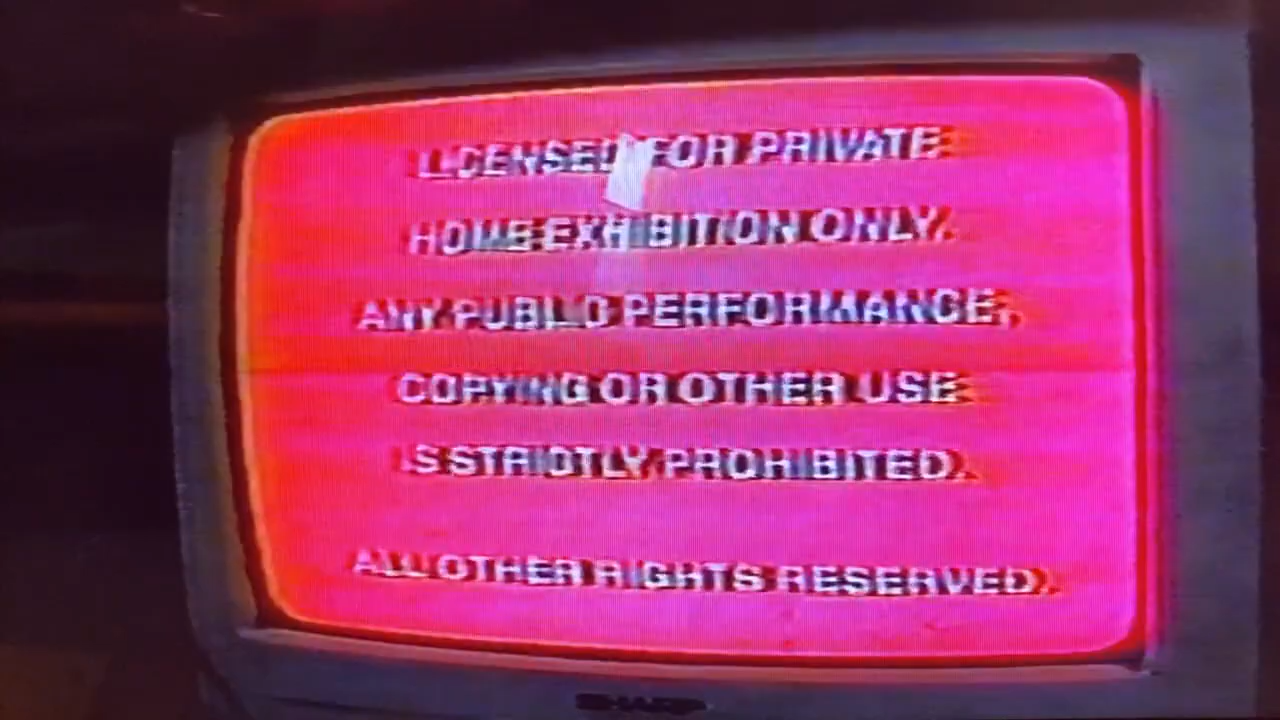 LICENSED FOR PRIVATE
HOME EXHIBITION ONLY.
ANY PUBLIC PERFORMANCE,
COPYING OR OTHER USE
IS STRICTLY PROHIBITED.
ALL OTHER RIGHTS RESERVED.
SHARP